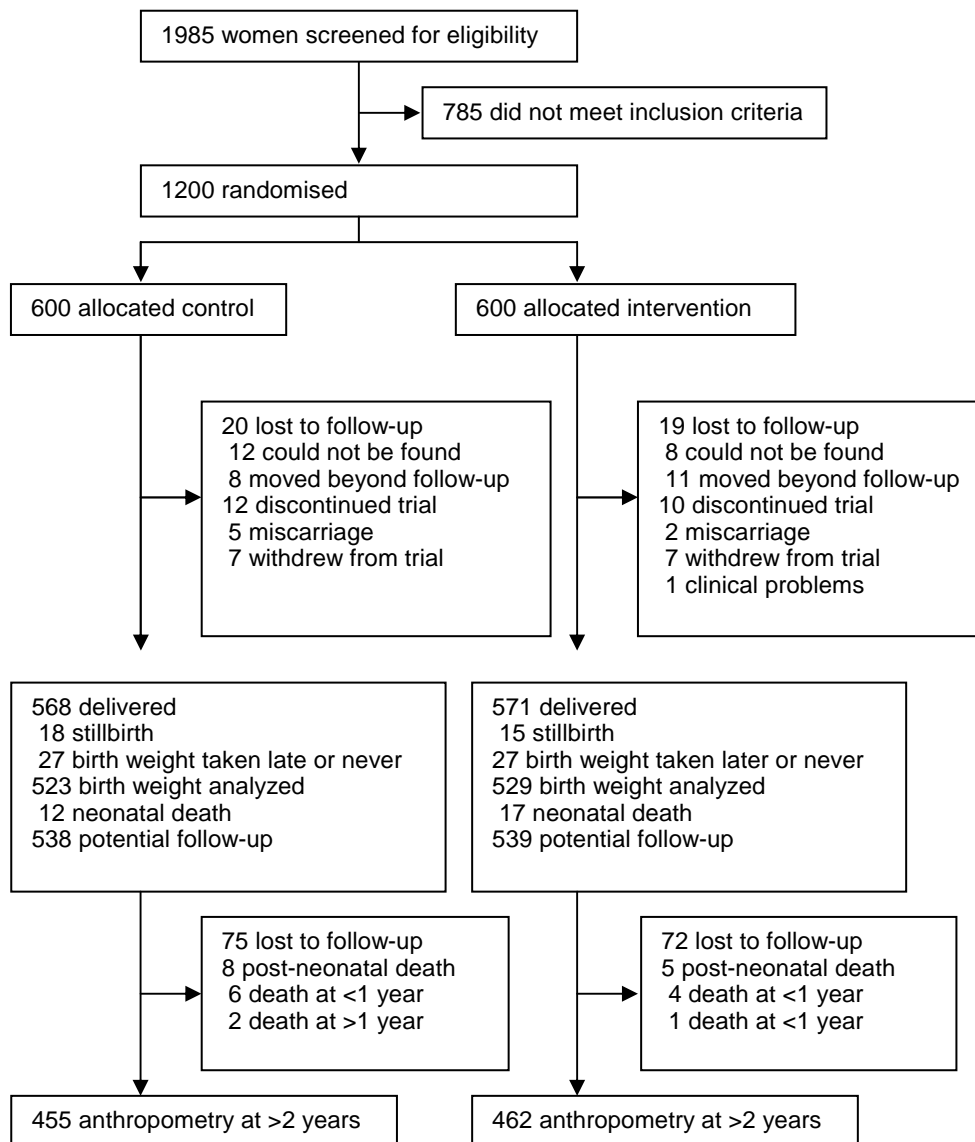 1985 women screened for eligibility
785 did not meet inclusion criteria
1200 randomised
600 allocated control
600 allocated intervention
20 lost to follow-up
12 could not be found
8 moved beyond follow-up
12 discontinued trial
5 miscarriage
7 withdrew from trial
19 lost to follow-up
8 could not be found
11 moved beyond follow-up
10 discontinued trial
2 miscarriage
7 withdrew from trial
1 clinical problems
568 delivered
18 stillbirth
27 birth weight taken late or never
523 birth weight analyzed
12 neonatal death
538 potential follow-up
571 delivered
15 stillbirth
27 birth weight taken later or never
529 birth weight analyzed
17 neonatal death
539 potential follow-up
75 lost to follow-up
8 post-neonatal death
6 death at <1 year
2 death at >1 year
72 lost to follow-up
5 post-neonatal death
4 death at <1 year
1 death at <1 year
455 anthropometry at >2 years
462 anthropometry at >2 years